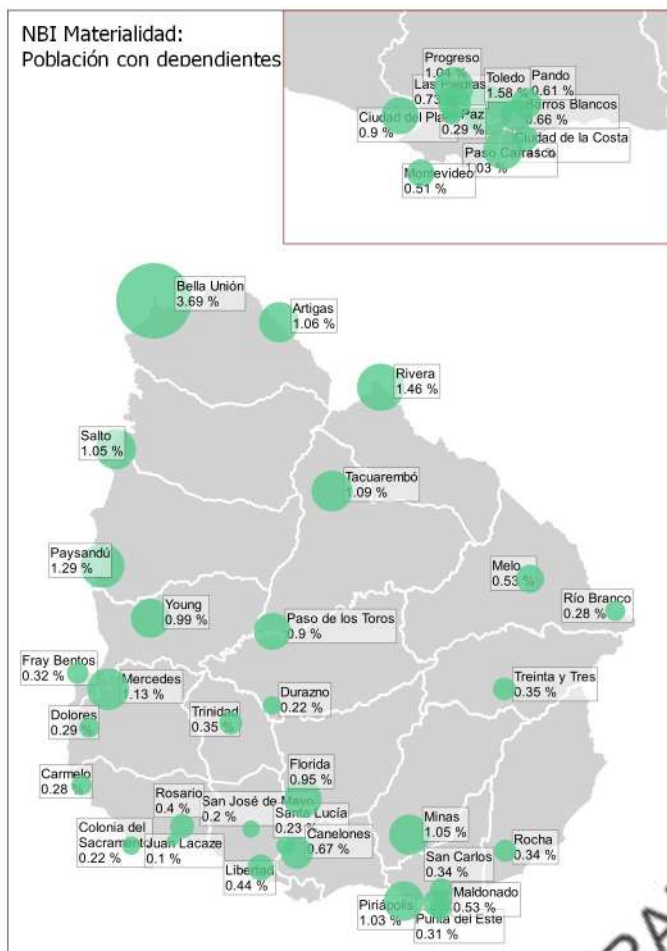 NBI Materialidad:
Población con dependientes
Progreso
1.04 %
Las Piedras
0.73
Toledo
1.58 %
Pando
0.61 %
Barros Blancos
0.66 %
Paz
0.29 %
Ciudad del Pla
0.9 %
Ciudad de la Costa
%
Paso Carrasco
1.03 %
Montevideo
0.51 %
Bella Unión
3.69 %
Artigas
1.06 %
Rivera
1.46 %
Salto
1.05 %
Tacuarembó
1.09 %
Paysandú
1.29 %
Melo
0.53 %
Río Branco
0.28 %
Young
0.99 %
Paso de los Toros
0.9 %
Fray Bentos
0.32 %
Mercedes
1.13 %
Durazno
0.22 %
Treinta y Tres
0.35 %
Trinidad
0.35 %
Dolores
0.29 %
Carmelo
0.28 %
Florida
0.95 %
Rosario
0.4 %
San José de Mayo
0.2 %
Santa Lucía
0.23 %
Canelones
0.67 %
Minas
1.05 %
Colonia del
Sacramento
0.22 %
Juan Lacaze
0.1 %
Libertad
0.44 %
San Carlos
0.34 %
Rocha
0.34 %
Maldonado
0.53 %
Piriápolis
1.03 %
Punta del Este
0.31 %